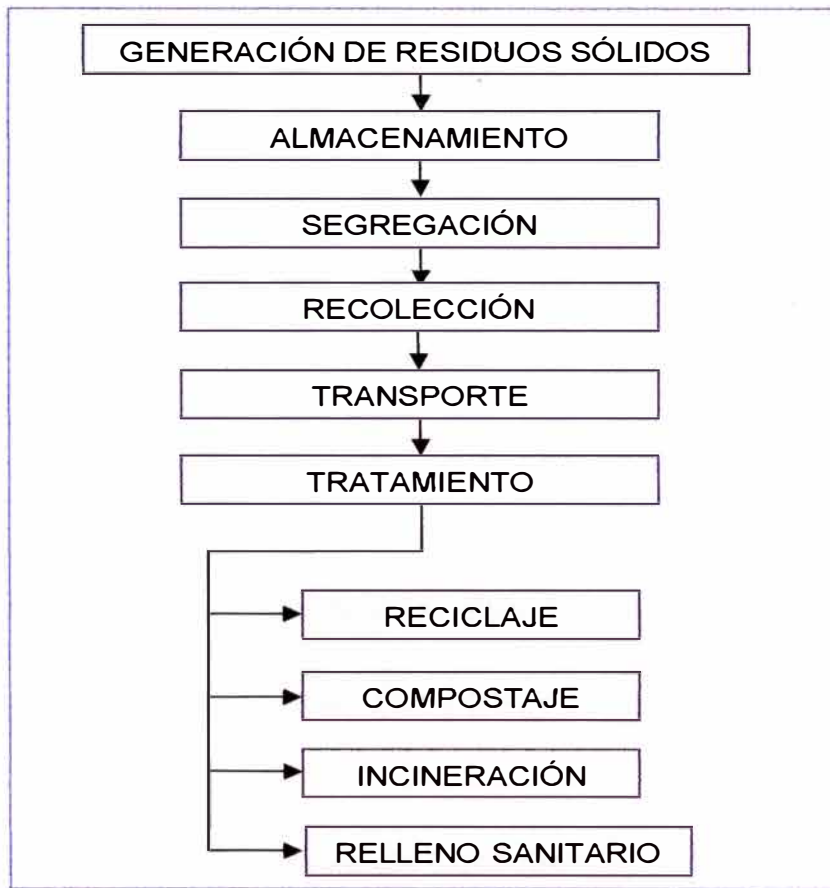 GENERACIÓN DE RESIDUOS SÓLIDOS
ALMACENAMIENTO
SEGREGACIÓN
RECOLECCIÓN
TRANSPORTE
TRATAMIENTO
RECICLAJE
COMPOSTAJE
INCINERACIÓN
RELLENO SANITARIO